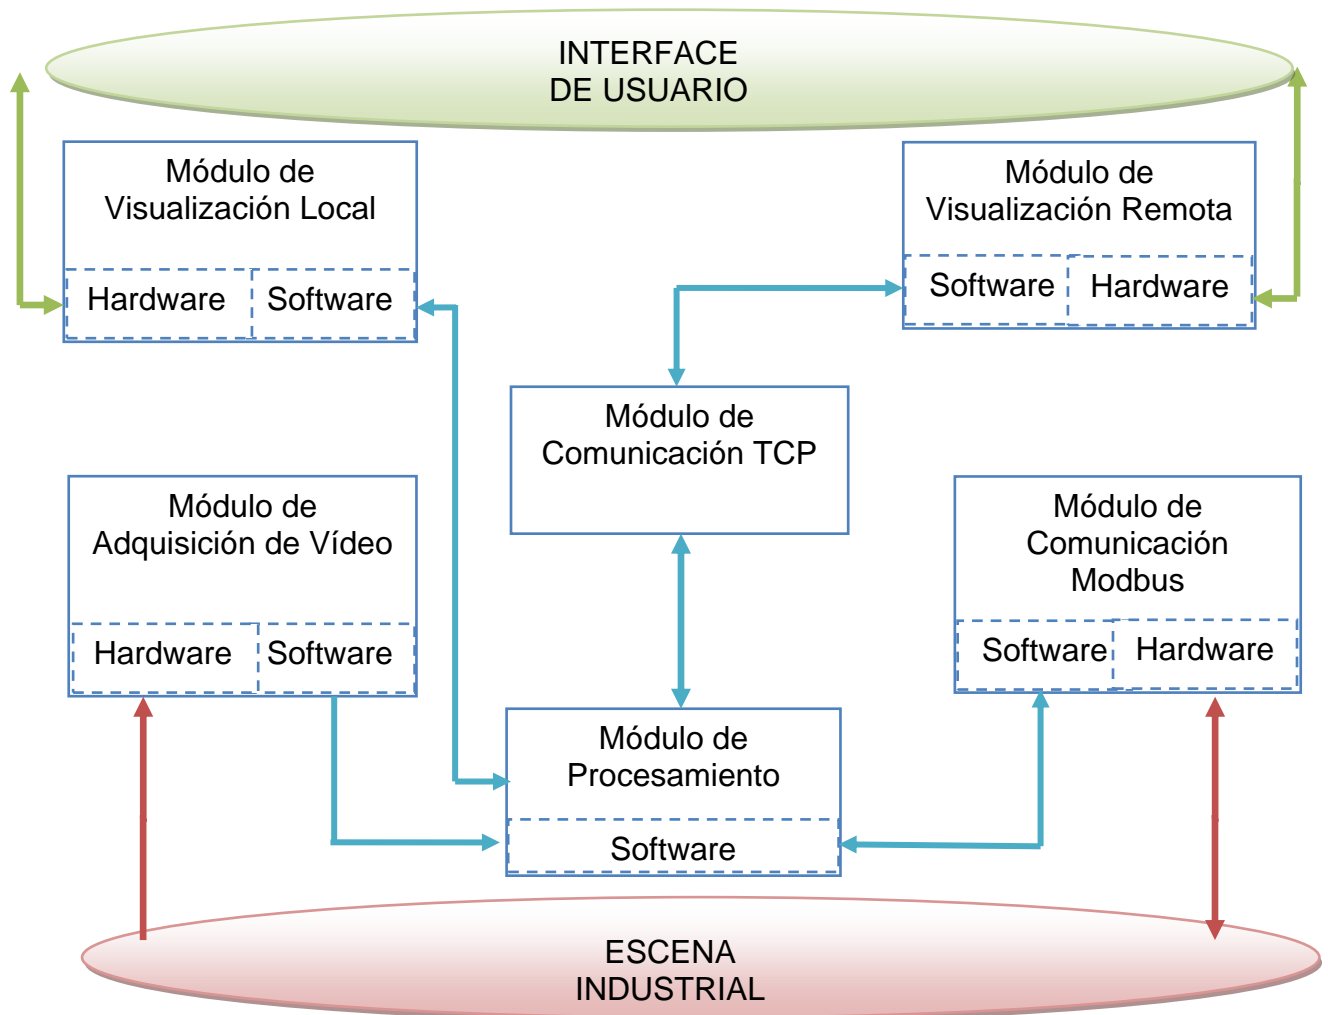 INTERFACE
DE USUARIO
Módulo de
Visualización Local
Hardware
Software
Módulo de
Visualización Remota
Software
Hardware
Módulo de
Comunicación TCP
Módulo de
Adquisición de Vídeo
Hardware
Software
Módulo de
Comunicación
Modbus
Software
Hardware
Módulo de
Procesamiento
Software
ESCENA
INDUSTRIAL